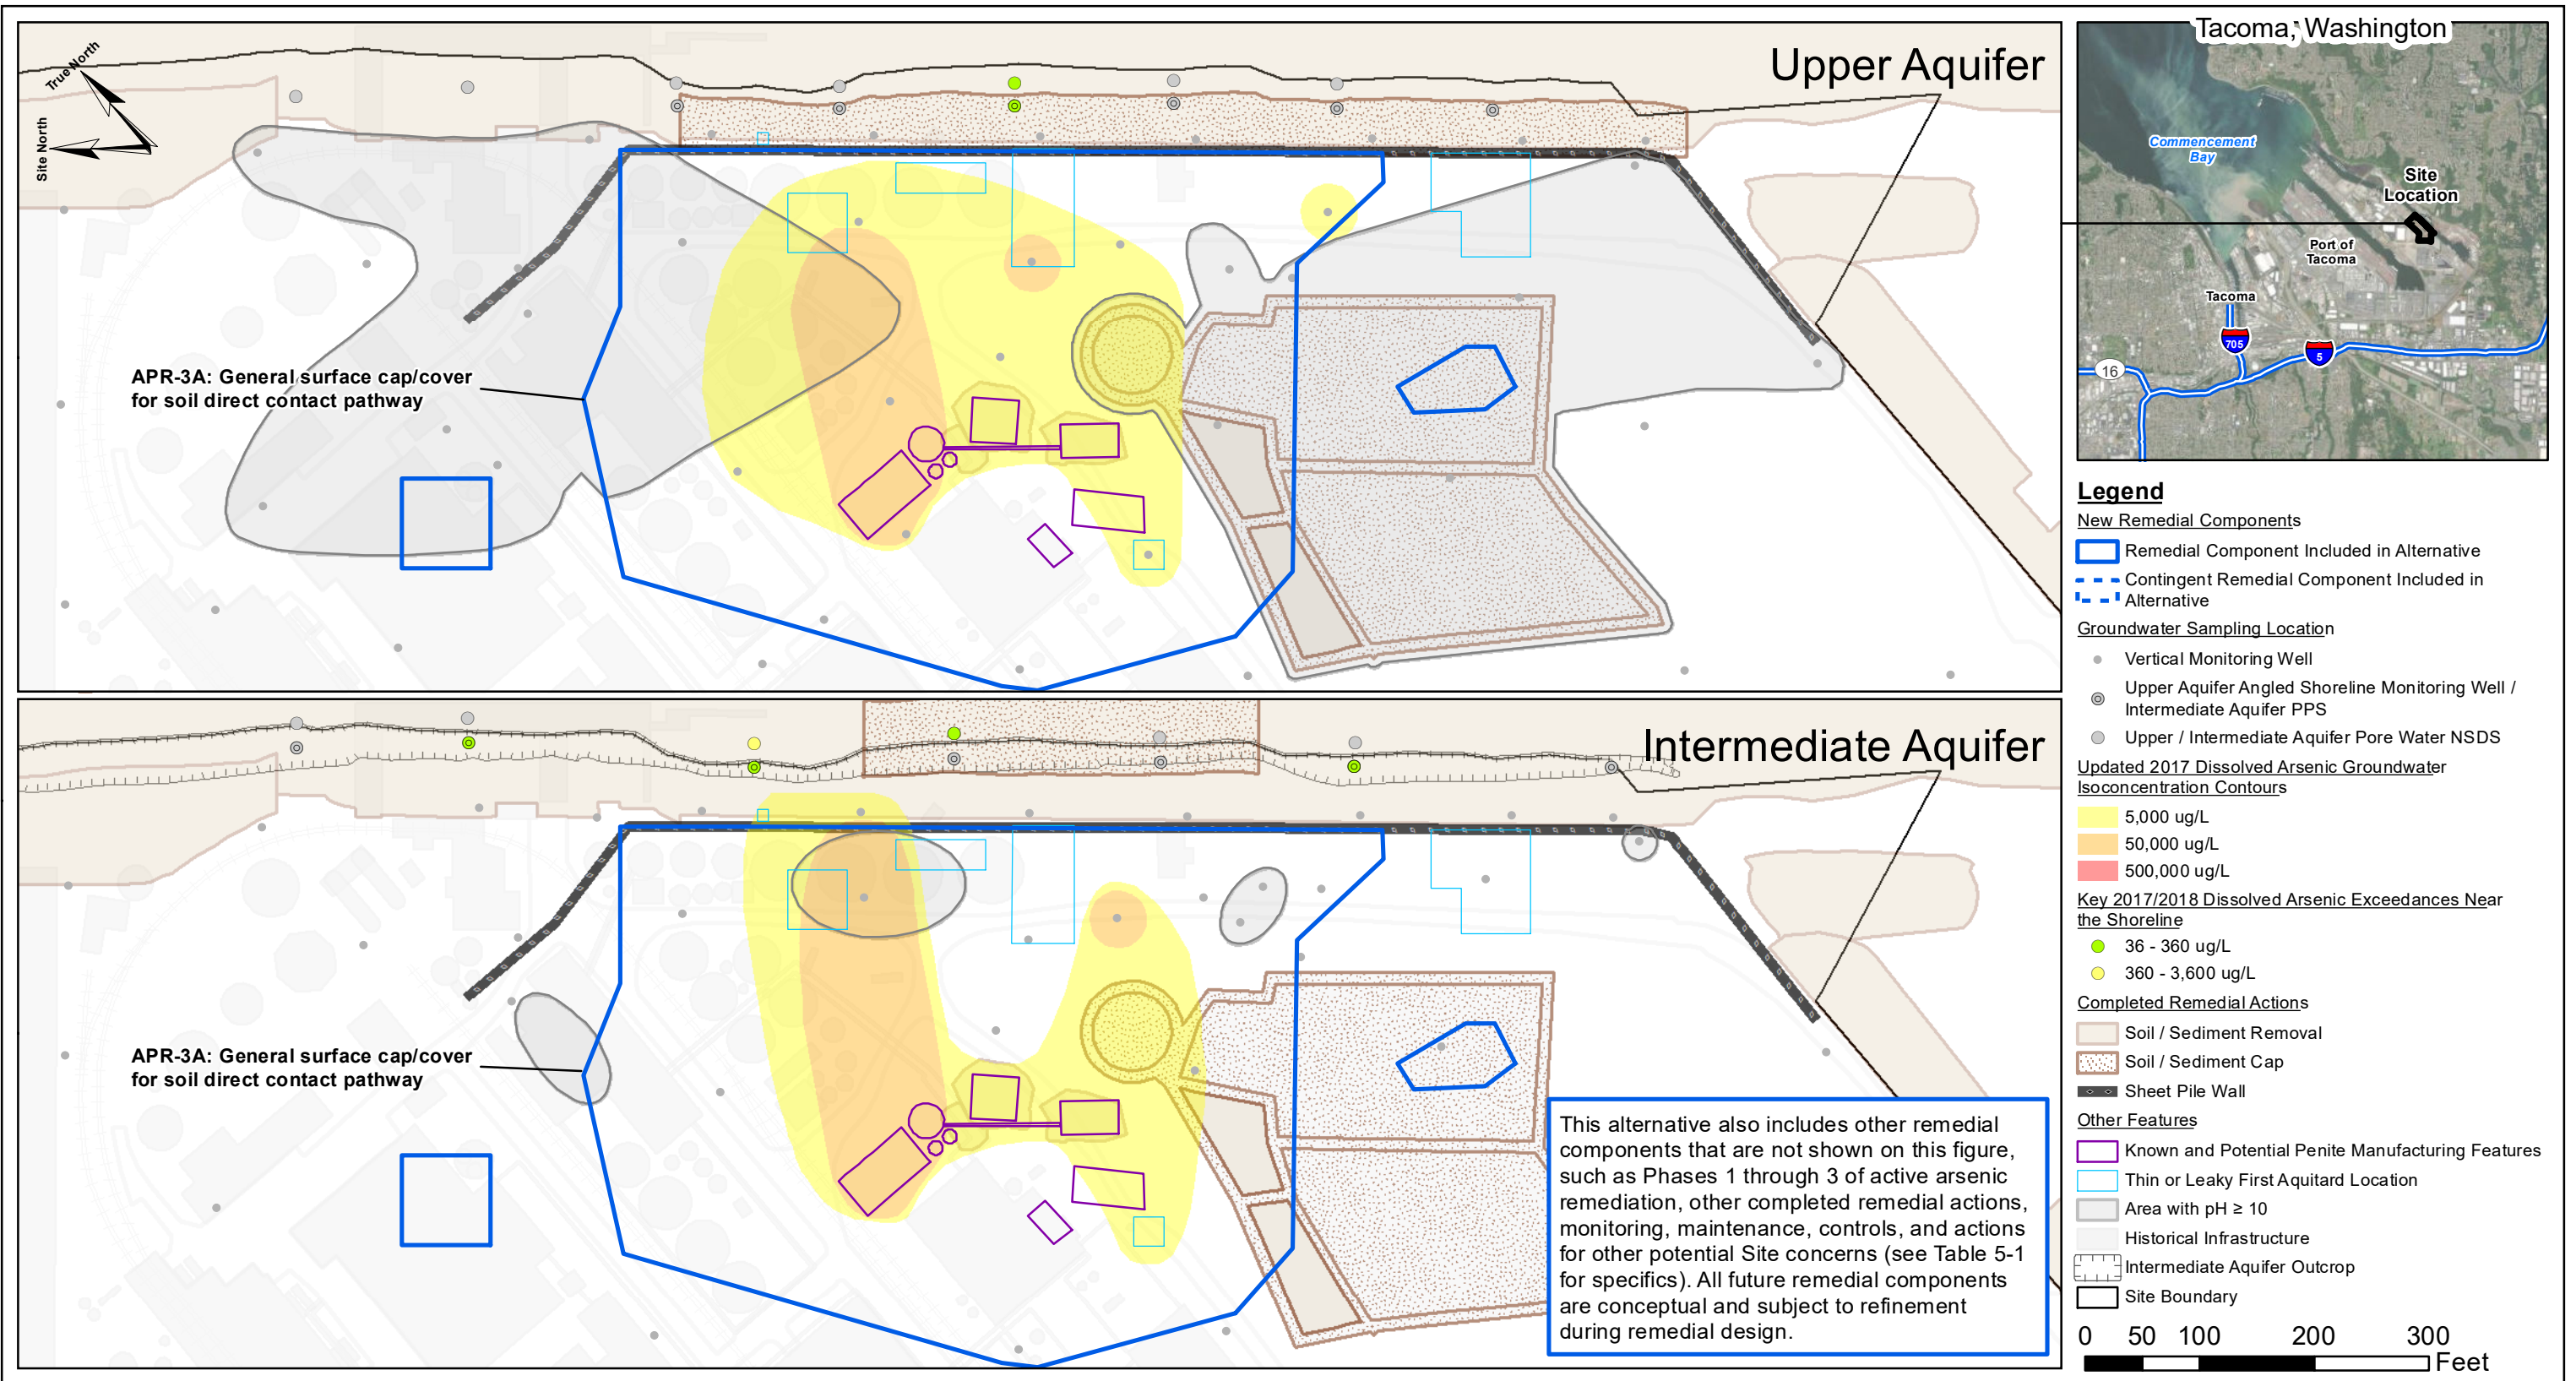 Upper Aquifer
True North
Site North
APR-3A: General surface cap/cover
for soil direct contact pathway
Intermediate Aquifer
APR-3A: General surface cap/cover
for soil direct contact pathway
This alternative also includes other remedial
components that are not shown on this figure,
such as Phases 1 through 3 of active arsenic
remediation, other completed remedial actions,
monitoring, maintenance, controls, and actions
for other potential Site concerns (see Table 5-1
for specifics). All future remedial components
are conceptual and subject to refinement
during remedial design.
Tacoma, Washington
Commencement
Bay
Site
Location
Port of
Tacoma
Tacoma
705
5
16
Legend
New Remedial Components
Remedial Component Included in Alternative
Contingent Remedial Component Included in
Alternative
Groundwater Sampling Location
Vertical Monitoring Well
Upper Aquifer Angled Shoreline Monitoring Well /
Intermediate Aquifer PPS
Upper / Intermediate Aquifer Pore Water NSDS
Updated 2017 Dissolved Arsenic Groundwater
Isoconcentration Contours
5,000 ug/L
50,000 ug/L
500,000 ug/L
Key 2017/2018 Dissolved Arsenic Exceedances Near
the Shoreline
36 - 360 ug/L
360 - 3,600 ug/L
Completed Remedial Actions
Soil / Sediment Removal
Soil / Sediment Cap
Sheet Pile Wall
Other Features
Known and Potential Penite Manufacturing Features
Thin or Leaky First Aquitard Location
Area with pH ≥ 10
Historical Infrastructure
Intermediate Aquifer Outcrop
Site Boundary
0 50 100 200 300
Feet